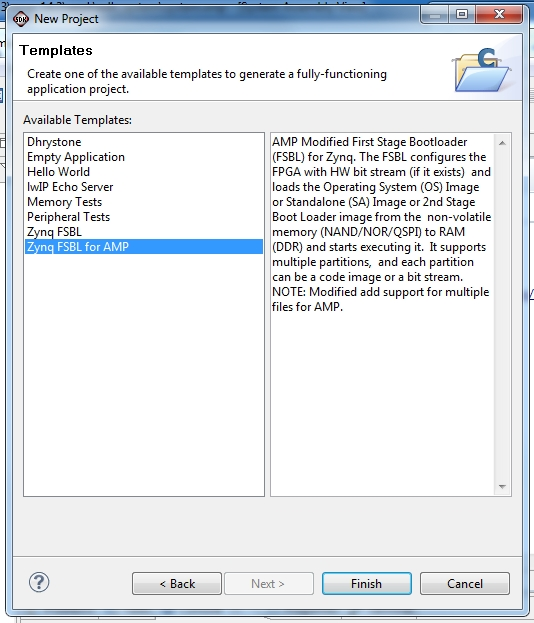 SDK New Project
Templates
Create one of the available templates to generate a fully-functioning
application project.
C
Available Templates:
Dhrystone
Empty Application
Hello World
lwIP Echo Server
Memory Tests
Peripheral Tests
Zynq FSBL
Zynq FSBL for AMP
AMP Modified First Stage Bootloader
(FSBL) for Zynq. The FSBL configures the
FPGA with HW bit stream (if it exists) and
loads the Operating System (OS) Image
or Standalone (SA) Image or 2nd Stage
Boot Loader image from the non-volatile
memory (NAND/NOR/QSPI) to RAM
(DDR) and starts executing it. It supports
multiple partitions, and each partition
can be a code image or a bit stream.
NOTE: Modified add support for multiple
files for AMP.
? < Back Next > Finish Cancel